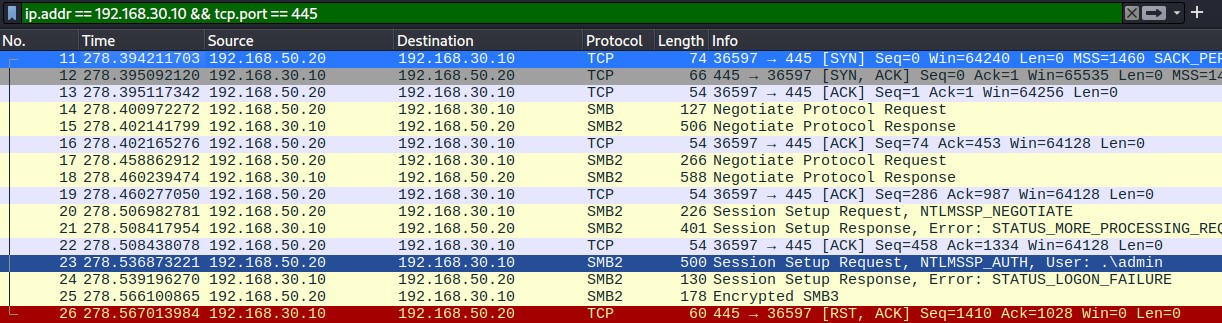 ip.addr == 192.168.30.10 && tcp.port == 445
No. Time Source Destination Protocol Length Info
11 278.394211703 192.168.50.20 192.168.30.10 TCP 74 36597 → 445 [SYN] Seq=0 Win=64240 Len=0 MSS=1460 SACK_PER
12 278.395092120 192.168.30.10 192.168.50.20 TCP 66 445 → 36597 [SYN, ACK] Seq=0 Ack=1 Win=65535 Len=0 MSS=14
13 278.395117342 192.168.50.20 192.168.30.10 TCP 54 36597 → 445 [ACK] Seq=1 Ack=1 Win=64256 Len=0
14 278.400972272 192.168.50.20 192.168.30.10 SMB 127 Negotiate Protocol Request
15 278.402141799 192.168.30.10 192.168.50.20 SMB2 506 Negotiate Protocol Response
16 278.402165276 192.168.50.20 192.168.30.10 TCP 54 36597 → 445 [ACK] Seq=74 Ack=453 Win=64128 Len=0
17 278.458862912 192.168.50.20 192.168.30.10 SMB2 266 Negotiate Protocol Request
18 278.460239474 192.168.30.10 192.168.50.20 SMB2 588 Negotiate Protocol Response
19 278.460277050 192.168.50.20 192.168.30.10 TCP 54 36597 → 445 [ACK] Seq=286 Ack=987 Win=64128 Len=0
20 278.506982781 192.168.50.20 192.168.30.10 SMB2 226 Session Setup Request, NTLMSSP_NEGOTIATE
21 278.508417954 192.168.30.10 192.168.50.20 SMB2 401 Session Setup Response, Error: STATUS_MORE_PROCESSING_REQ
22 278.508438078 192.168.50.20 192.168.30.10 TCP 54 36597 → 445 [ACK] Seq=458 Ack=1334 Win=64128 Len=0
23 278.536873221 192.168.50.20 192.168.30.10 SMB2 500 Session Setup Request, NTLMSSP_AUTH, User: .\admin
24 278.539196270 192.168.30.10 192.168.50.20 SMB2 130 Session Setup Response, Error: STATUS_LOGON_FAILURE
25 278.566100865 192.168.50.20 192.168.30.10 SMB2 178 Encrypted SMB3
26 278.567013984 192.168.30.10 192.168.50.20 TCP 60 445 → 36597 [RST, ACK] Seq=1410 Ack=1028 Win=0 Len=0